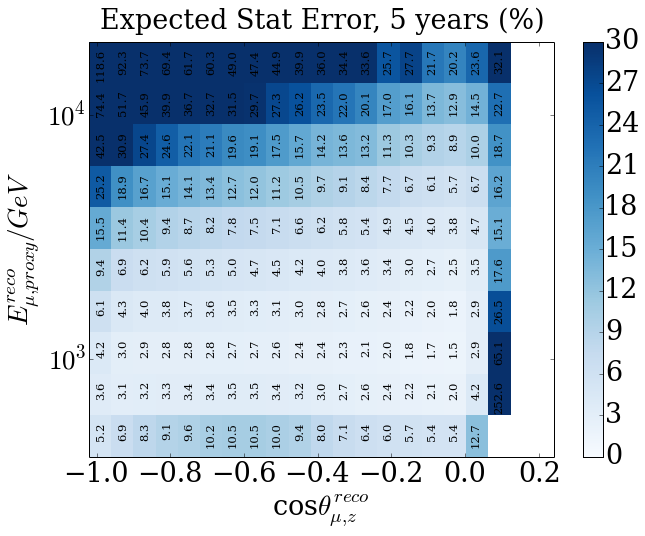 Expected Stat Error, 5 years (%)
118.6 92.3 73.7 69.4 61.7 60.3 49.0 47.4 44.9 39.9 36.0 34.4 33.6 25.7 27.7 21.7 20.2 23.6 32.1
74.4 51.7 45.9 39.9 36.7 32.7 31.5 29.7 27.3 26.2 23.5 22.0 20.1 17.0 16.1 13.7 12.9 14.5 22.7
42.5 30.9 27.4 24.6 22.1 21.1 19.6 19.1 17.5 15.7 14.2 13.6 13.2 11.3 10.3 9.3 8.9 10.0 18.7
25.2 18.9 16.7 15.1 14.1 13.4 12.7 12.0 11.2 10.5 9.7 9.1 8.4 7.7 6.7 6.1 5.7 6.7 16.2
15.5 11.4 10.4 9.4 8.7 8.2 7.8 7.5 7.1 6.6 6.2 5.8 5.4 4.9 4.5 4.0 3.8 4.7 15.1
9.4 6.9 6.2 5.9 5.6 5.3 5.0 4.7 4.5 4.2 4.0 3.8 3.6 3.4 3.0 2.7 2.5 3.5 17.6
6.1 4.3 4.0 3.8 3.7 3.6 3.5 3.3 3.1 3.0 2.8 2.7 2.6 2.4 2.2 2.0 1.8 2.9 26.5
4.2 3.0 2.9 2.8 2.8 2.8 2.7 2.7 2.6 2.4 2.4 2.3 2.1 2.0 1.8 1.7 1.5 2.9 65.1
3.6 3.1 3.2 3.3 3.4 3.4 3.5 3.5 3.4 3.2 3.0 2.7 2.6 2.4 2.2 2.1 2.0 4.2 252.6
5.2 6.9 8.3 9.1 9.6 10.2 10.5 10.5 10.0 9.4 8.0 7.1 6.4 6.0 5.7 5.4 5.4 12.7
10⁴
10³
E_{μ,proxy}^{reco}/GeV
−1.0 −0.8 −0.6 −0.4 −0.2 0.0 0.2
cosθ_{μ,z}^{reco}
30
27
24
21
18
15
12
9
6
3
0